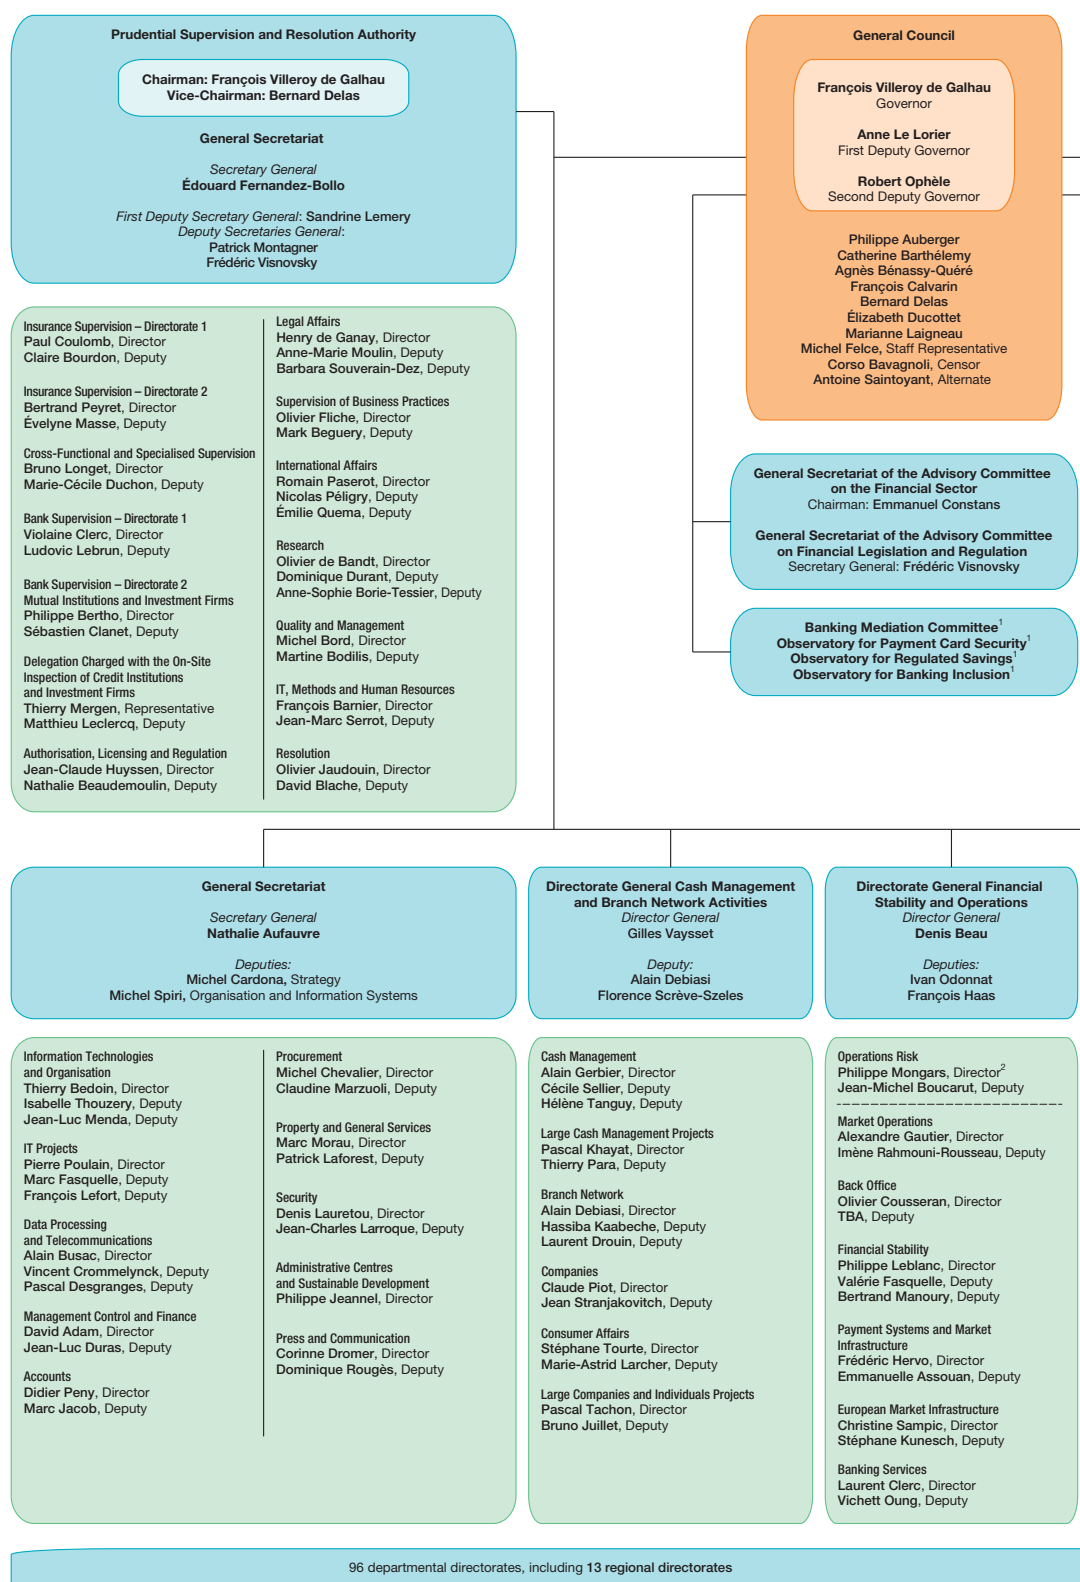 Prudential Supervision and Resolution Authority
Chairman: François Villeroy de Galhau
Vice-Chairman: Bernard Delas
General Secretariat
Secretary General
Édouard Fernandez-Bollo
First Deputy Secretary General: Sandrine Lemery
Deputy Secretaries General:
Patrick Montagner
Frédéric Visnovsky
General Council
François Villeroy de Galhau
Governor
Anne Le Lorier
First Deputy Governor
Robert Ophèle
Second Deputy Governor
Philippe Auberger
Catherine Barthélemy
Agnès Bénassy-Quéré
François Calvarin
Bernard Delas
Élizabeth Ducottet
Marianne Laigneau
Michel Felce, Staff Representative
Corso Bavagnoli, Censor
Antoine Saintoyant, Alternate
Insurance Supervision – Directorate 1
Paul Coulomb, Director
Claire Bourdon, Deputy
Insurance Supervision – Directorate 2
Bertrand Peyret, Director
Évelyne Masse, Deputy
Cross-Functional and Specialised Supervision
Bruno Longet, Director
Marie-Cécile Duchon, Deputy
Bank Supervision – Directorate 1
Violaine Clerc, Director
Ludovic Lebrun, Deputy
Bank Supervision – Directorate 2
Mutual Institutions and Investment Firms
Philippe Bertho, Director
Sébastien Clanet, Deputy
Delegation Charged with the On-Site
Inspection of Credit Institutions
and Investment Firms
Thierry Mergen, Representative
Matthieu Leclercq, Deputy
Authorisation, Licensing and Regulation
Jean-Claude Huyssen, Director
Nathalie Beaudemoulin, Deputy
Legal Affairs
Henry de Ganay, Director
Anne-Marie Moulin, Deputy
Barbara Souverain-Dez, Deputy
Supervision of Business Practices
Olivier Fliche, Director
Mark Beguery, Deputy
International Affairs
Romain Paserot, Director
Nicolas Péligry, Deputy
Émilie Quema, Deputy
Research
Olivier de Bandt, Director
Dominique Durant, Deputy
Anne-Sophie Borie-Tessier, Deputy
Quality and Management
Michel Bord, Director
Martine Bodilis, Deputy
IT, Methods and Human Resources
François Barnier, Director
Jean-Marc Serrot, Deputy
Resolution
Olivier Jaudouin, Director
David Blache, Deputy
General Secretariat of the Advisory Committee
on the Financial Sector
Chairman: Emmanuel Constans
General Secretariat of the Advisory Committee
on Financial Legislation and Regulation
Secretary General: Frédéric Visnovsky
Banking Mediation Committee1
Observatory for Payment Card Security1
Observatory for Regulated Savings1
Observatory for Banking Inclusion1
General Secretariat
Secretary General
Nathalie Aufauvre
Deputies:
Michel Cardona, Strategy
Michel Spiri, Organisation and Information Systems
Directorate General Cash Management
and Branch Network Activities
Director General
Gilles Vaysset
Deputy:
Alain Debiasi
Florence Scrève-Szeles
Directorate General Financial
Stability and Operations
Director General
Denis Beau
Deputies:
Ivan Odonnat
François Haas
Information Technologies
and Organisation
Thierry Bedoin, Director
Isabelle Thouzery, Deputy
Jean-Luc Menda, Deputy
IT Projects
Pierre Poulain, Director
Marc Fasquelle, Deputy
François Lefort, Deputy
Data Processing
and Telecommunications
Alain Busac, Director
Vincent Crommelynck, Deputy
Pascal Desgranges, Deputy
Management Control and Finance
David Adam, Director
Jean-Luc Duras, Deputy
Accounts
Didier Peny, Director
Marc Jacob, Deputy
Procurement
Michel Chevalier, Director
Claudine Marzuoli, Deputy
Property and General Services
Marc Morau, Director
Patrick Laforest, Deputy
Security
Denis Lauretou, Director
Jean-Charles Larroque, Deputy
Administrative Centres
and Sustainable Development
Philippe Jeannel, Director
Press and Communication
Corinne Dromer, Director
Dominique Rougès, Deputy
Cash Management
Alain Gerbier, Director
Cécile Sellier, Deputy
Hélène Tanguy, Deputy
Large Cash Management Projects
Pascal Khayat, Director
Thierry Para, Deputy
Branch Network
Alain Debiasi, Director
Hassiba Kaabeche, Deputy
Laurent Drouin, Deputy
Companies
Claude Piot, Director
Jean Stranjakovitch, Deputy
Consumer Affairs
Stéphane Tourte, Director
Marie-Astrid Larcher, Deputy
Large Companies and Individuals Projects
Pascal Tachon, Director
Bruno Juillet, Deputy
Operations Risk
Philippe Mongars, Director2
Jean-Michel Boucarut, Deputy
Market Operations
Alexandre Gautier, Director
Imène Rahmouni-Rousseau, Deputy
Back Office
Olivier Cousseran, Director
TBA, Deputy
Financial Stability
Philippe Leblanc, Director
Valérie Fasquelle, Deputy
Bertrand Manoury, Deputy
Payment Systems and Market
Infrastructure
Frédéric Hervo, Director
Emmanuelle Assouan, Deputy
European Market Infrastructure
Christine Sampic, Director
Stéphane Kunesch, Deputy
Banking Services
Laurent Clerc, Director
Vichett Oung, Deputy
96 departmental directorates, including 13 regional directorates